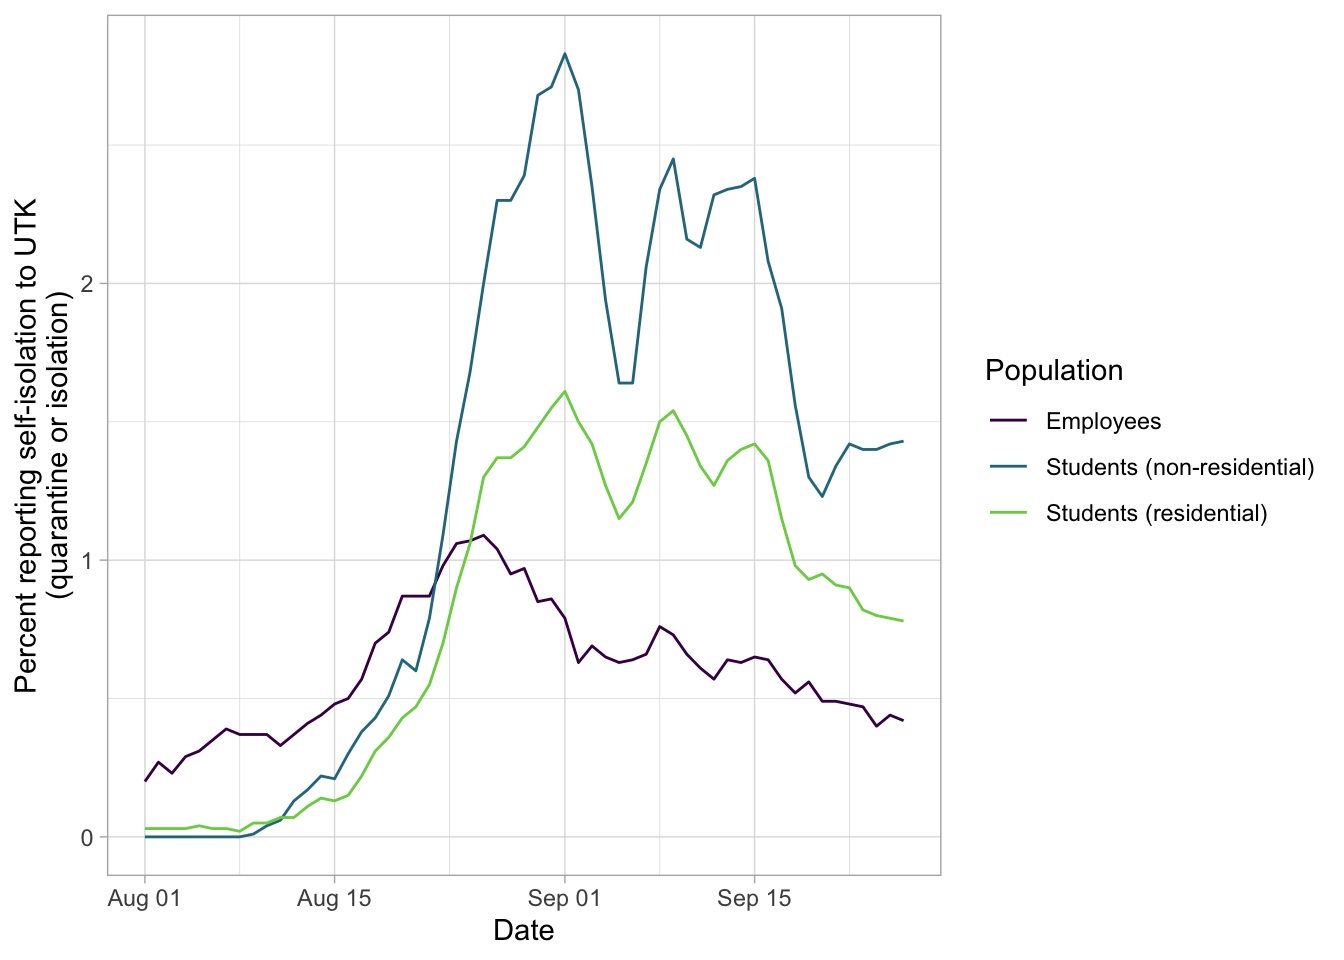 Percent reporting self-isolation to UTK
(quarantine or isolation)
2
1
0
Aug 01
Aug 15
Sep 01
Sep 15
Date
Population
Employees
Students (non-residential)
Students (residential)